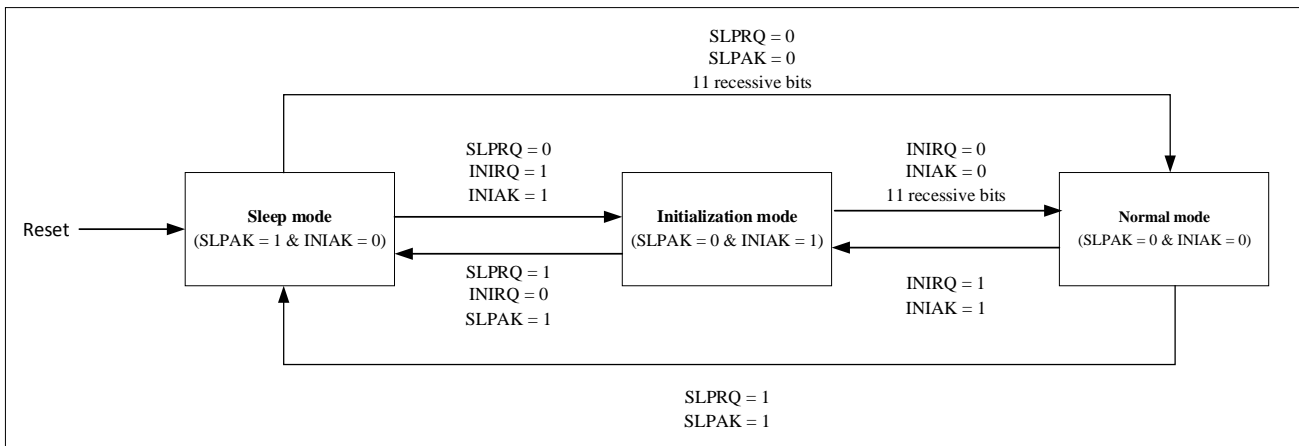 SLPRQ = 0
SLPAK = 0
11 recessive bits
SLPRQ = 0
INIRQ = 1
INIAK = 1
INIRQ = 0
INIAK = 0
11 recessive bits
Reset
Sleep mode
(SLPAK = 1 & INIAK = 0)
Initialization mode
(SLPAK = 0 & INIAK = 1)
Normal mode
(SLPAK = 0 & INIAK = 0)
SLPRQ = 1
INIRQ = 0
SLPAK = 1
INIRQ = 1
INIAK = 1
SLPRQ = 1
SLPAK = 1